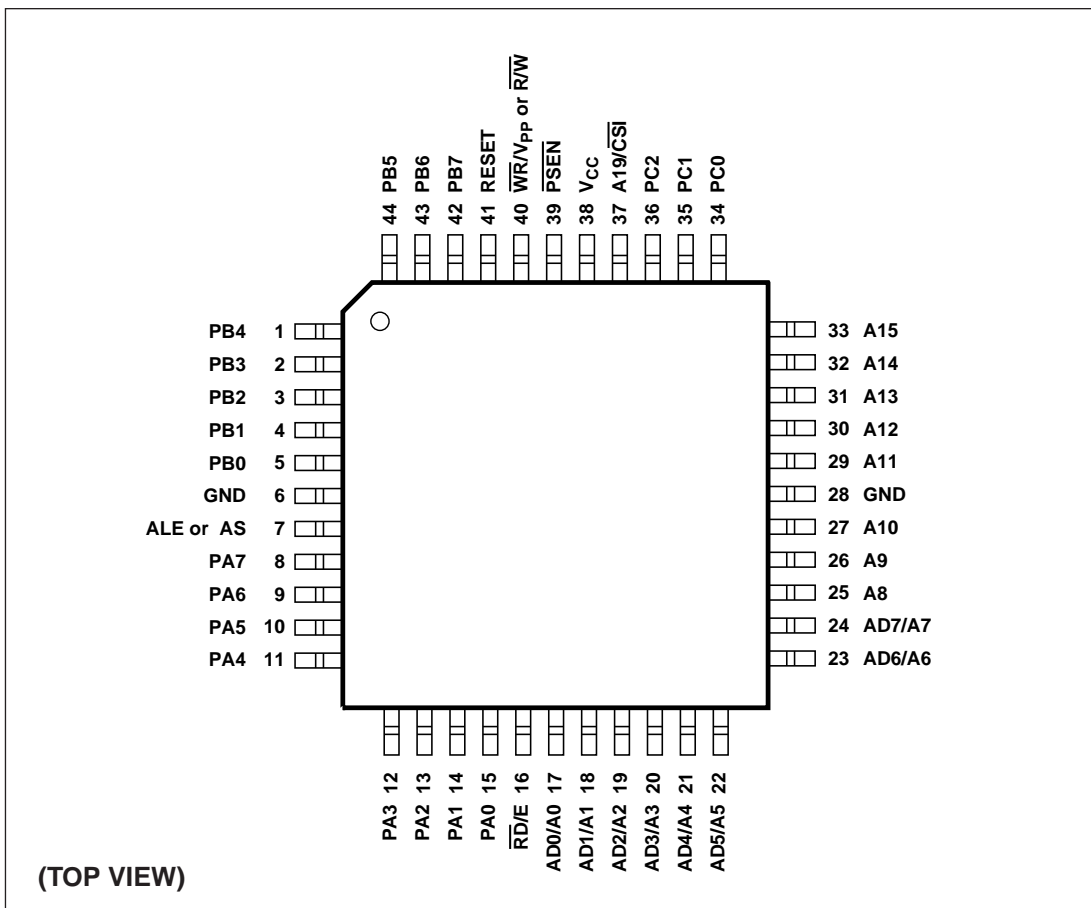 44 PB5
43 PB6
42 PB7
41 RESET
40 W̅R̅/VPP or R̅/̅W̅
39 P̅S̅E̅N̅
38 VCC
37 A19/C̅S̅I̅
36 PC2
35 PC1
34 PC0
PB4 1
PB3 2
PB2 3
PB1 4
PB0 5
GND 6
ALE or AS 7
PA7 8
PA6 9
PA5 10
PA4 11
33 A15
32 A14
31 A13
30 A12
29 A11
28 GND
27 A10
26 A9
25 A8
24 AD7/A7
23 AD6/A6
PA3 12
PA2 13
PA1 14
PA0 15
R̅D̅/E 16
AD0/A0 17
AD1/A1 18
AD2/A2 19
AD3/A3 20
AD4/A4 21
AD5/A5 22
(TOP VIEW)